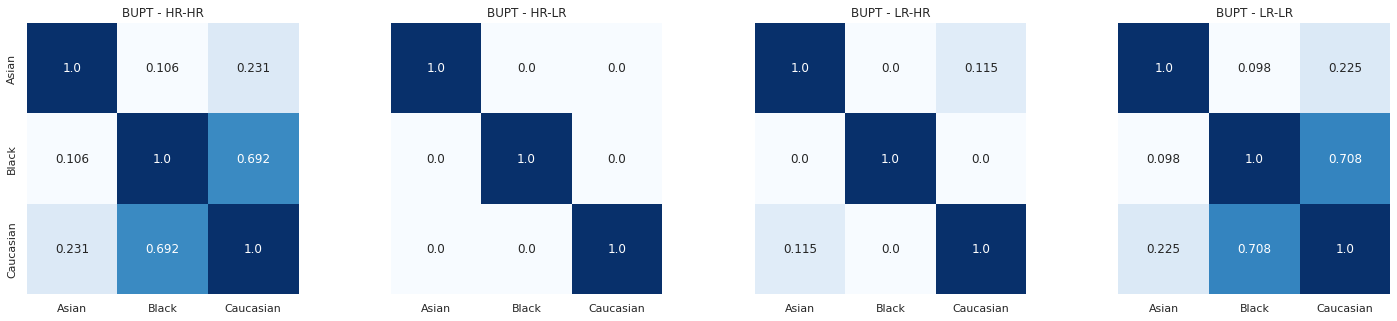 BUPT - HR-HR
Asian 1.0 0.106 0.231
Black 0.106 1.0 0.692
Caucasian 0.231 0.692 1.0
Asian Black Caucasian
BUPT - HR-LR
1.0 0.0 0.0
0.0 1.0 0.0
0.0 0.0 1.0
Asian Black Caucasian
BUPT - LR-HR
1.0 0.0 0.115
0.0 1.0 0.0
0.115 0.0 1.0
Asian Black Caucasian
BUPT - LR-LR
1.0 0.098 0.225
0.098 1.0 0.708
0.225 0.708 1.0
Asian Black Caucasian